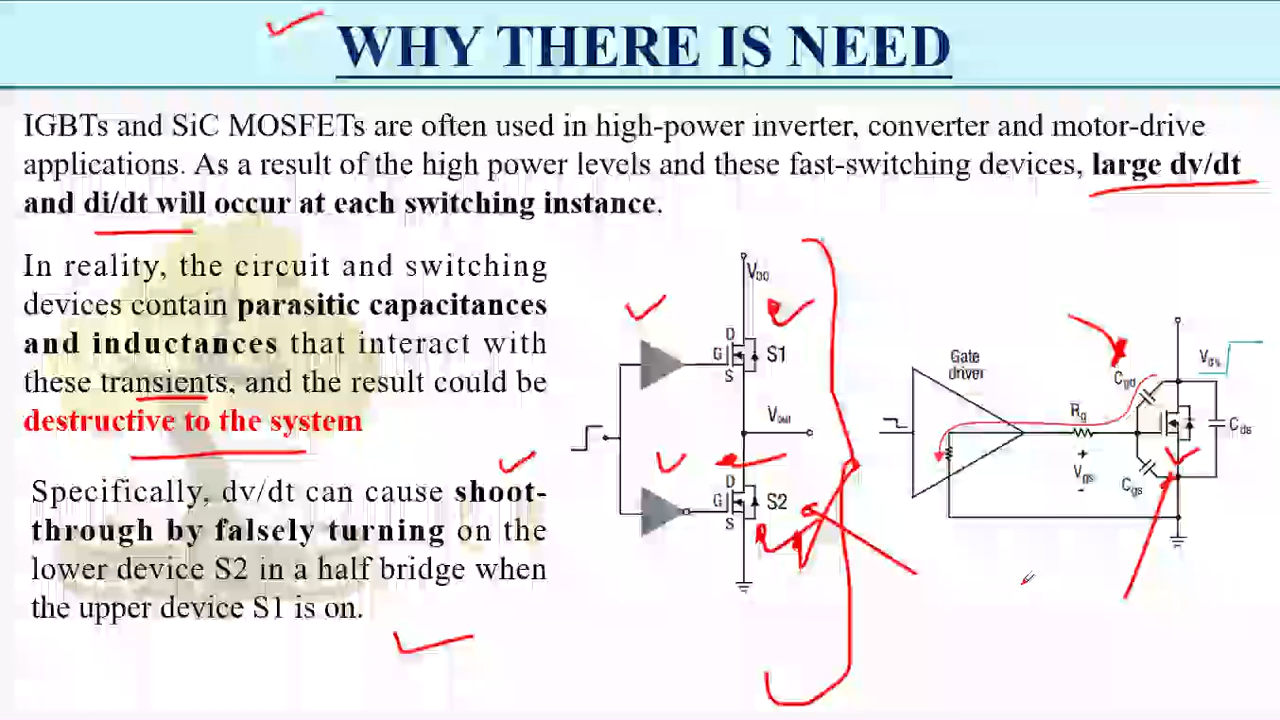 WHY THERE IS NEED
IGBTs and SiC MOSFETs are often used in high-power inverter, converter and motor-drive
applications. As a result of the high power levels and these fast-switching devices, large dv/dt
and di/dt will occur at each switching instance.
In reality, the circuit and switching
devices contain parasitic capacitances
and inductances that interact with
these transients, and the result could be
destructive to the system
Specifically, dv/dt can cause shoot-
through by falsely turning on the
lower device S2 in a half bridge when
the upper device S1 is on.
VDD
D
G
S
S1
Vout
D
G
S
S2
Gate
driver
Rg
+
Vgs
-
Cgd
Cgs
Cds
Vds